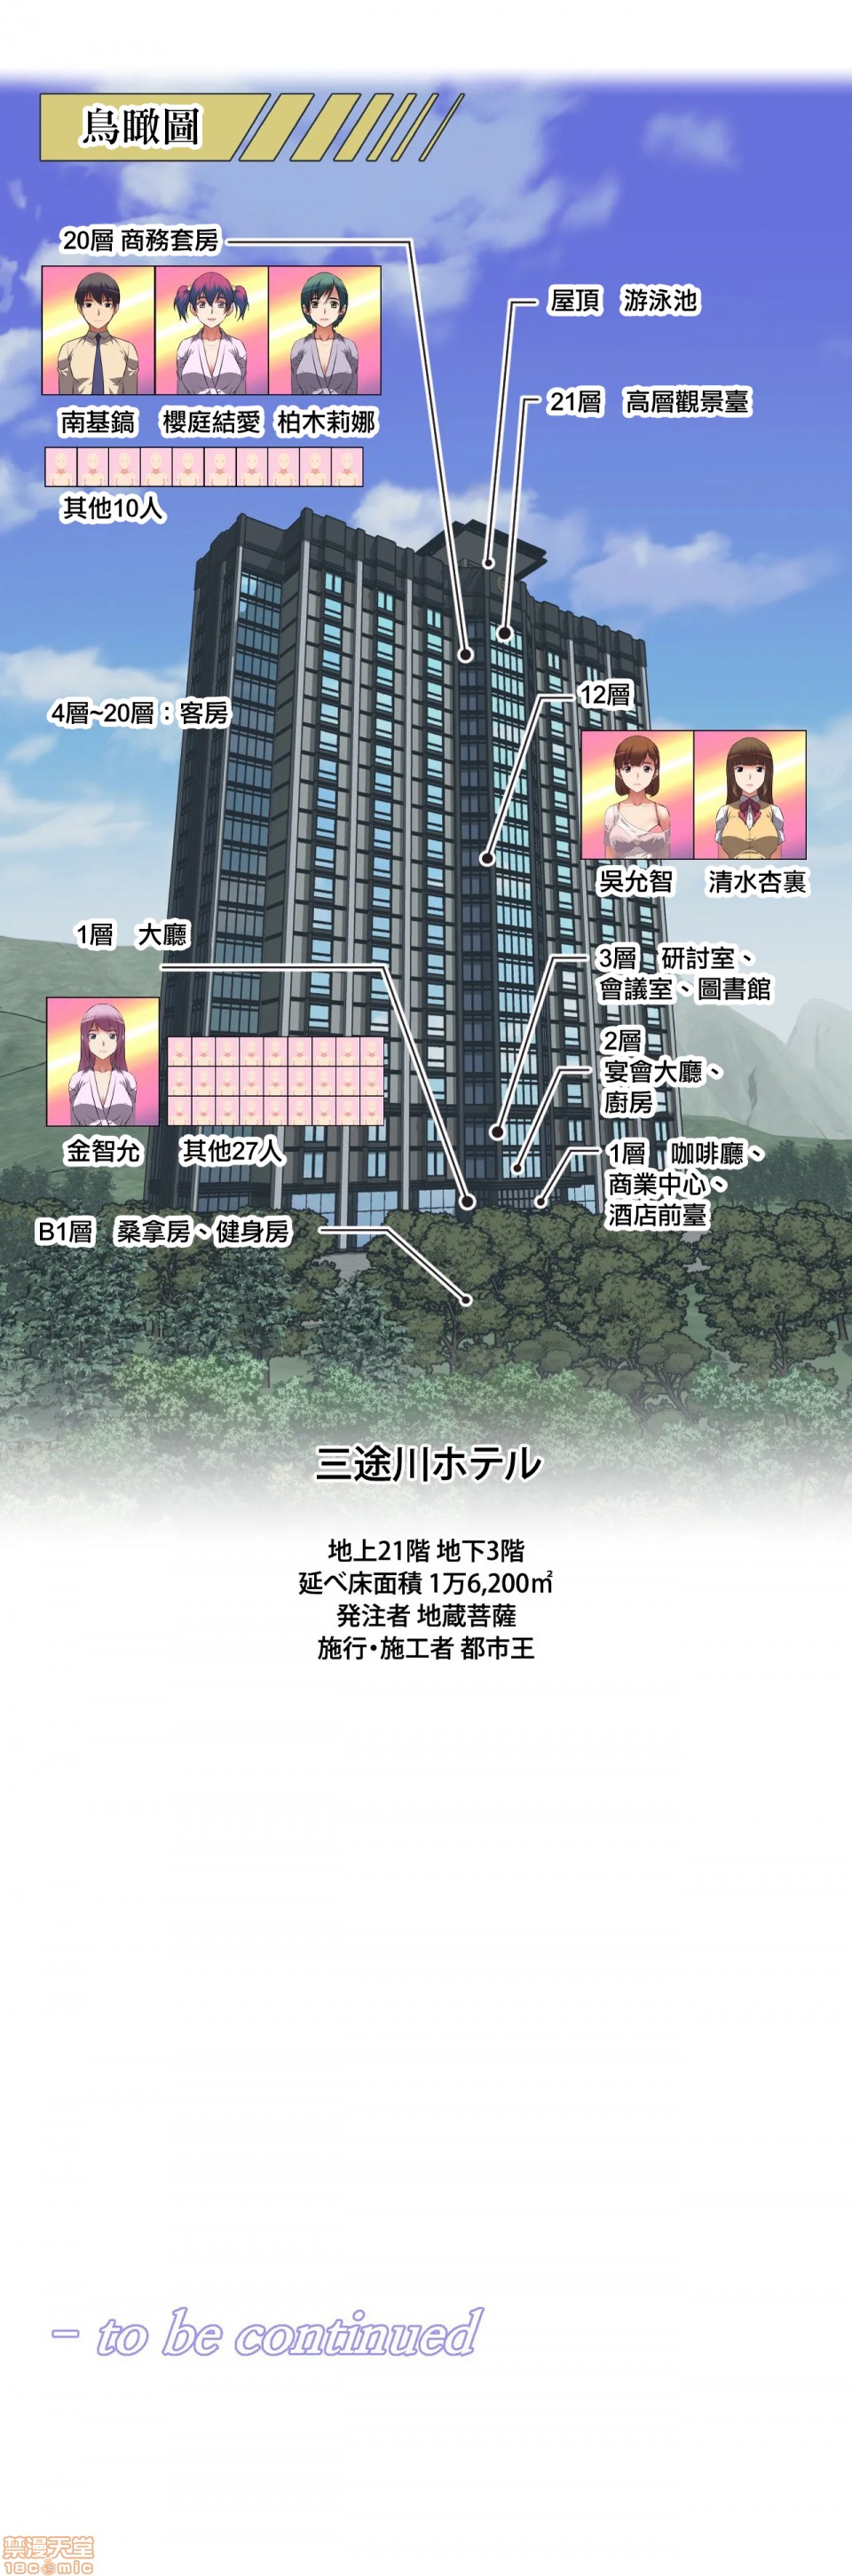 鳥瞰圖
20層 商務套房
南基鎬 櫻庭結愛 柏木莉娜
其他10人
屋頂 游泳池
21層 高層觀景臺
4層~20層：客房
12層
吳允智 清水杏裏
1層 大廳
金智允 其他27人
3層 研討室、
會議室、圖書館
2層
宴會大廳、
廚房
1層 咖啡廳、
商業中心、
酒店前臺
B1層 桑拿房、健身房
三途川ホテル
地上21階 地下3階
延べ床面積 1万6,200㎡
発注者 地蔵菩薩
施行・施工者 都市王
- to be continued
禁漫天堂
18comic